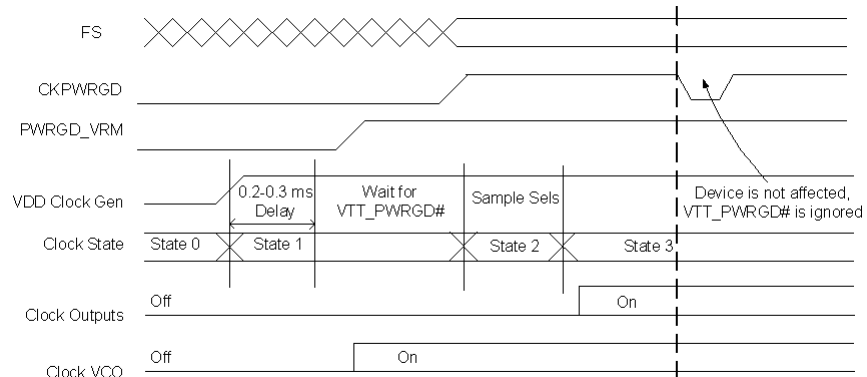 FS
CKPWRGD
PWRGD_VRM
VDD Clock Gen
0.2-0.3 ms
Delay
Wait for
VTT_PWRGD#
Sample Sels
Device is not affected,
VTT_PWRGD# is ignored
Clock State
State 0
State 1
State 2
State 3
Clock Outputs
Off
On
Clock VCO
Off
On